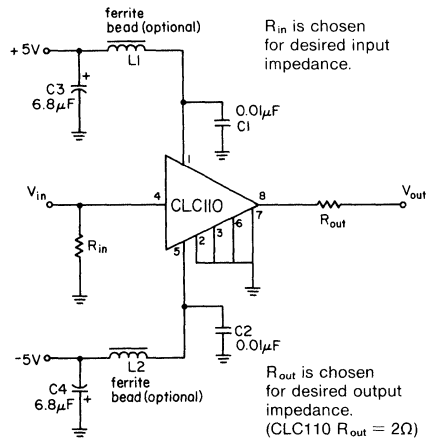 ferrite
bead (optional)
+5V
L1
C3
6.8μF
+
R in is chosen
for desired input
impedance.
0.01μF
C1
1
Vin
4
CLC110
8
Vout
Rout
7
6
3
2
5
Rin
C2
0.01μF
-5V
L2
ferrite
bead (optional)
C4
6.8μF
+
Rout is chosen
for desired output
impedance.
(CLC110 Rout = 2Ω)